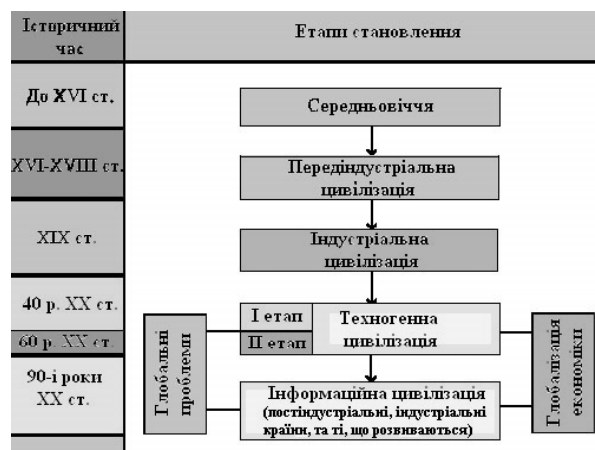 Історичний
час
Етапи становлення
До XVI ст.
Середньовіччя
XVI-XVIII ст.
Передіндустріальна
цивілізація
XIX ст.
Індустріальна
цивілізація
40 р. XX ст.
60 р. XX ст.
I етап
II етап
Техногенна
цивілізація
Глобальні
проблеми
Глобалізація
економіки
90-і роки
XX ст.
Інформаційна цивілізація
(постіндустріальні, індустріальні
країни, та ті, що розвиваються)